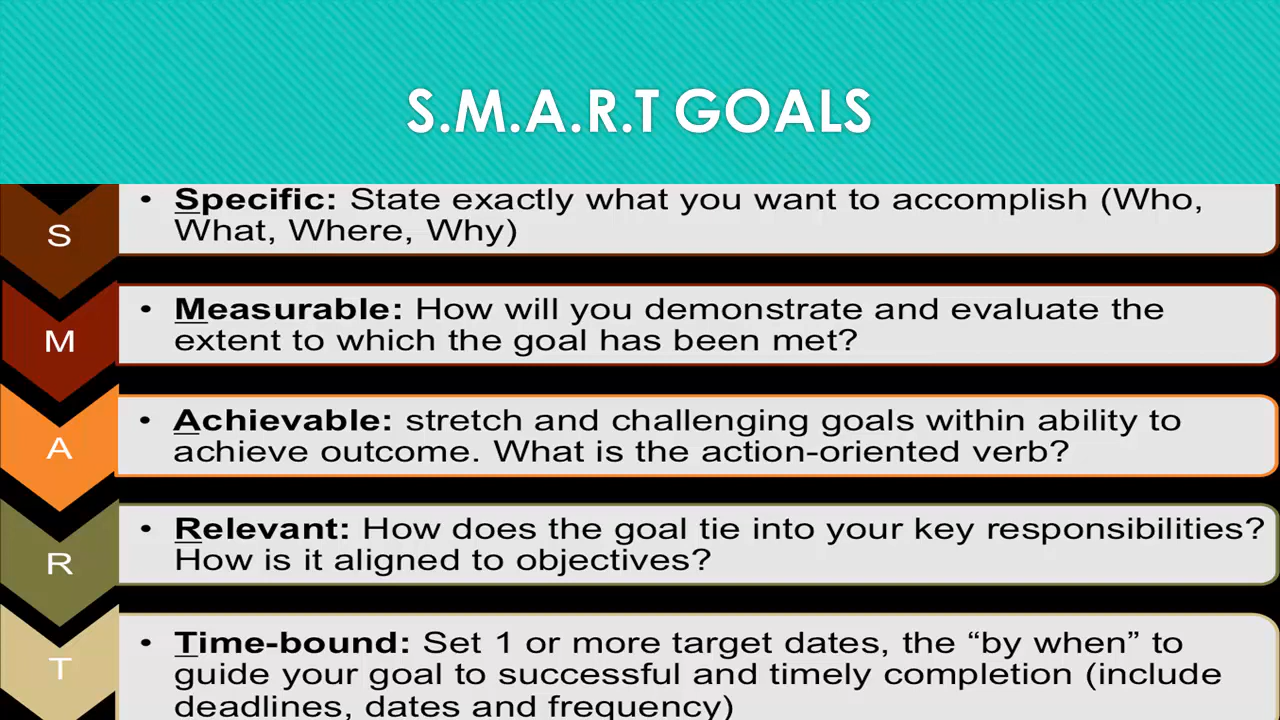 S.M.A.R.T GOALS
S
• Specific: State exactly what you want to accomplish (Who,
What, Where, Why)
M
• Measurable: How will you demonstrate and evaluate the
extent to which the goal has been met?
A
• Achievable: stretch and challenging goals within ability to
achieve outcome. What is the action-oriented verb?
R
• Relevant: How does the goal tie into your key responsibilities?
How is it aligned to objectives?
T
• Time-bound: Set 1 or more target dates, the “by when” to
guide your goal to successful and timely completion (include
deadlines, dates and frequency)